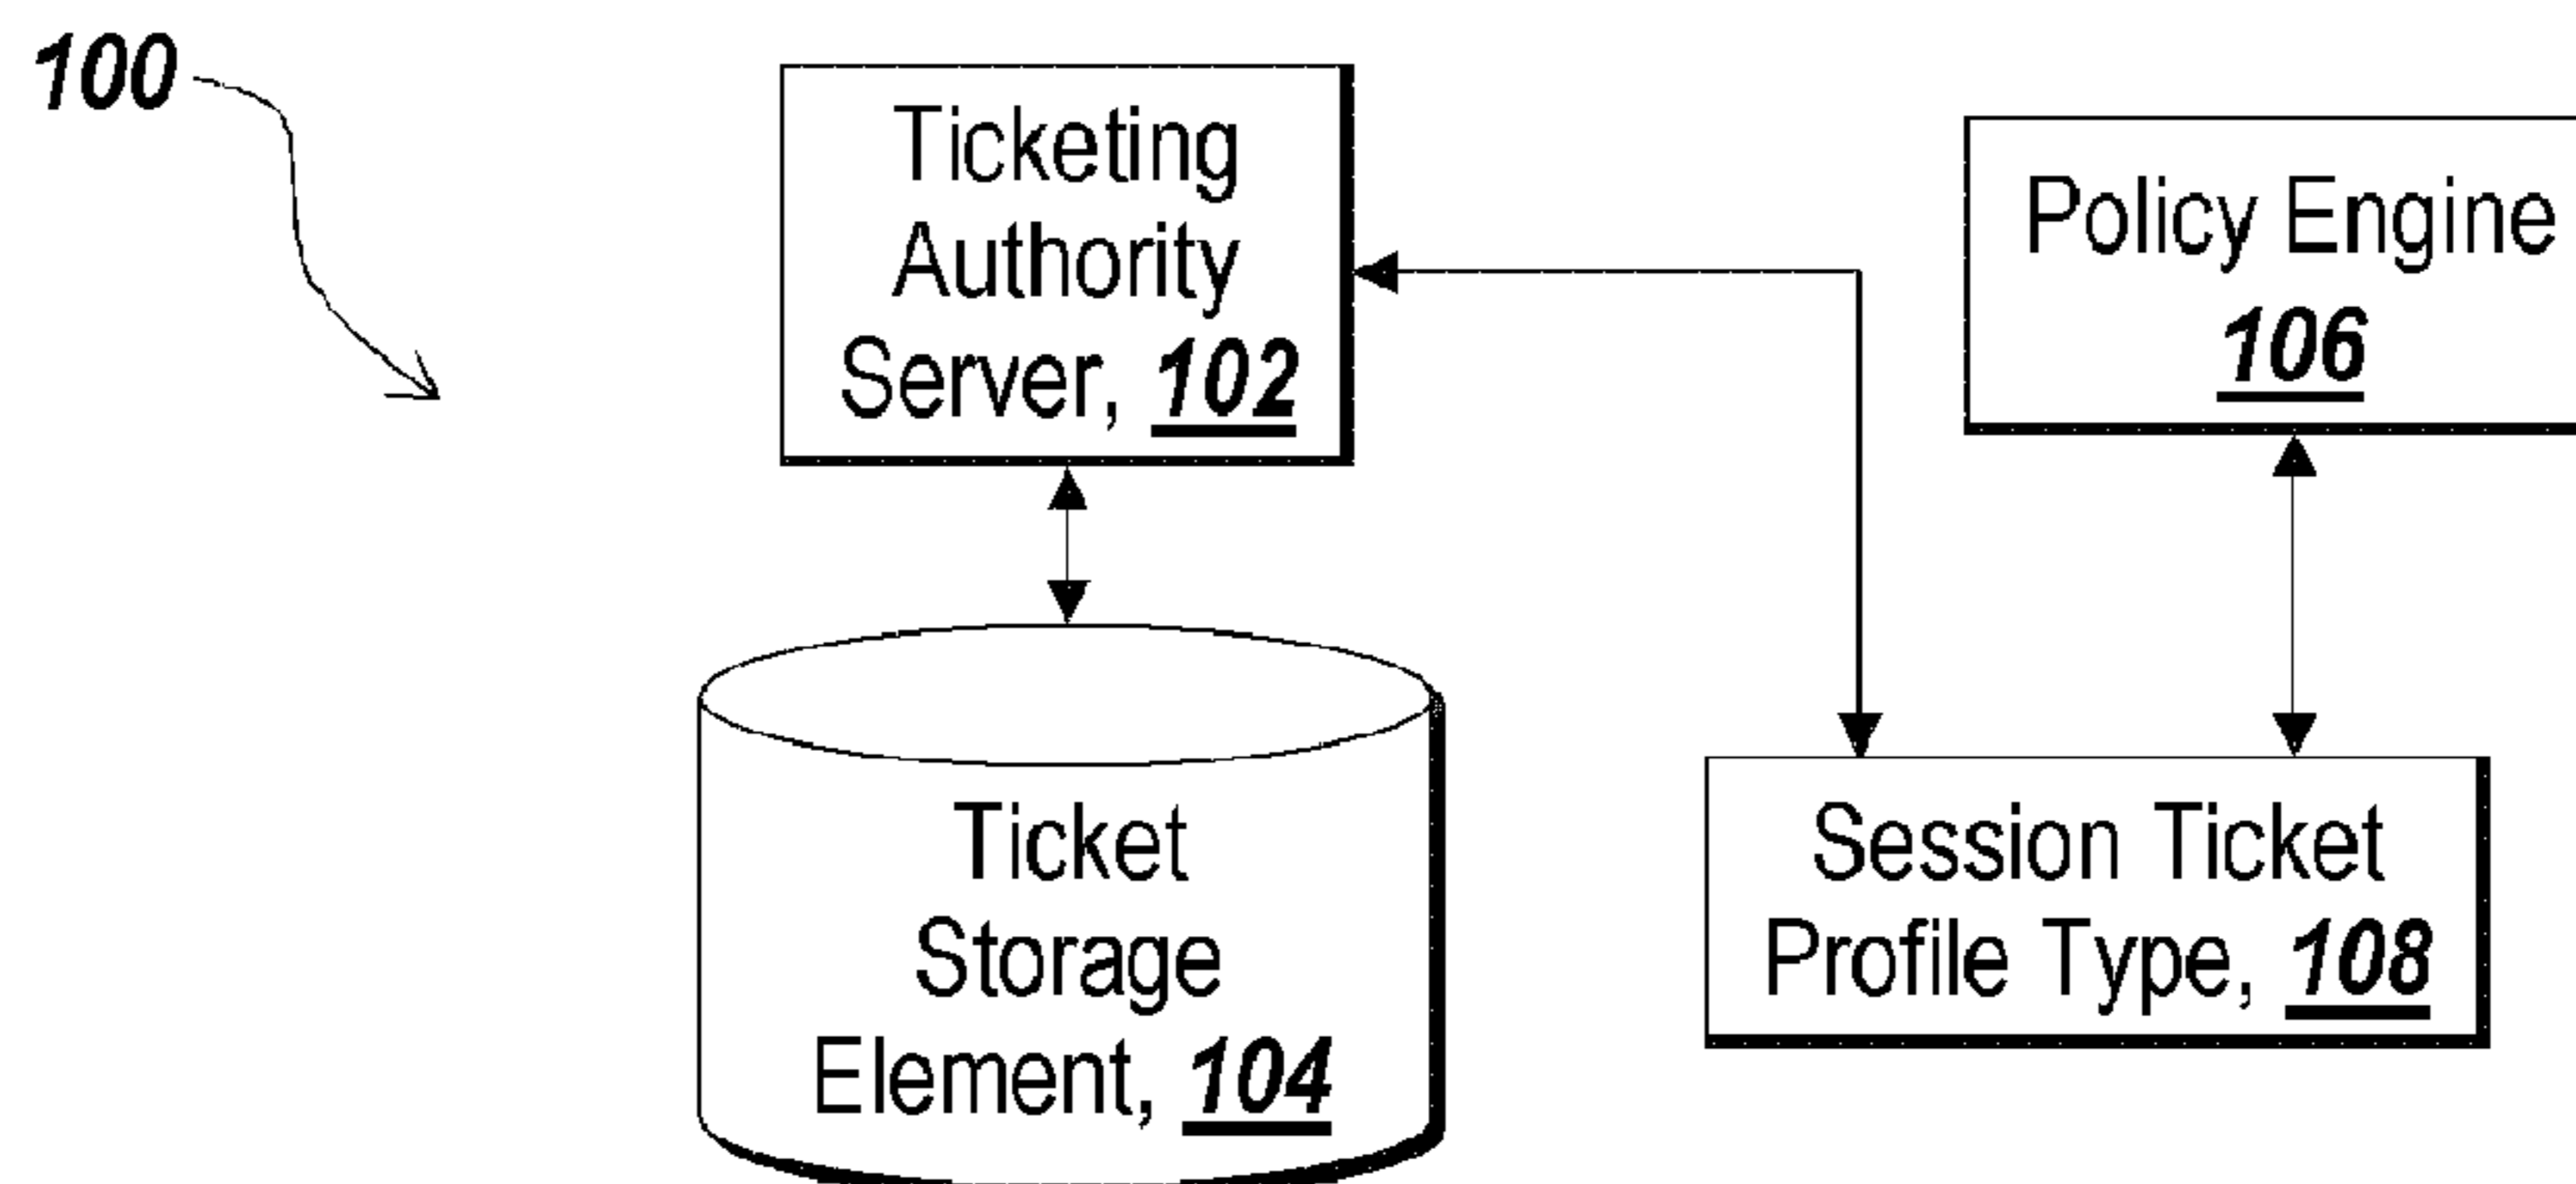 100
Ticketing
Authority
Server, 102
Policy Engine
106
Ticket
Storage
Element, 104
Session Ticket
Profile Type, 108